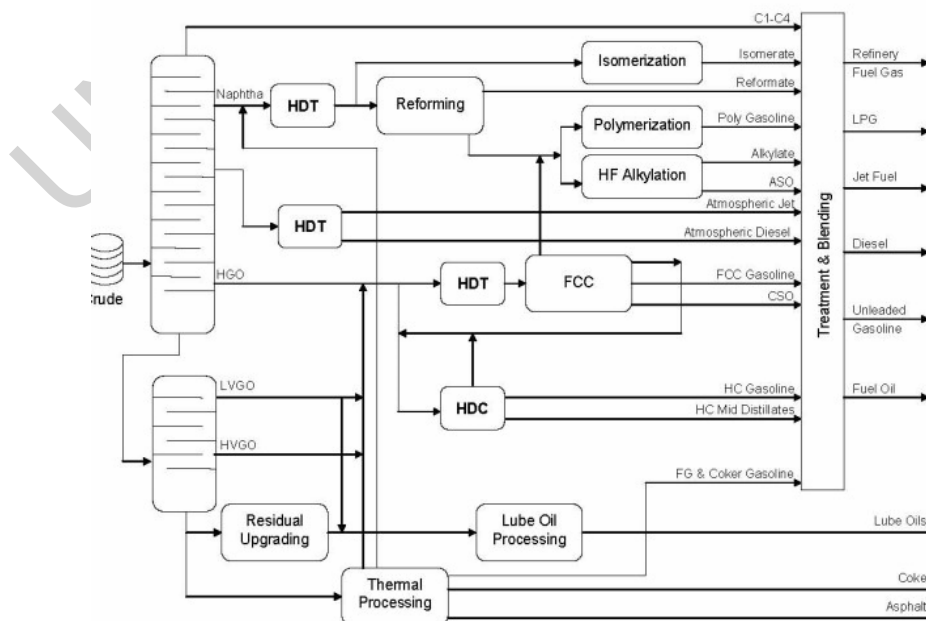 C1-C4
Isomerization
Isomerate
Refinery
Fuel Gas
Naphtha
HDT
Reforming
Reformate
Polymerization
Poly Gasoline
LPG
HF Alkylation
Alkylate
ASO
Jet Fuel
HDT
Atmospheric Jet
Atmospheric Diesel
Diesel
Crude
HGO
HDT
FCC
FCC Gasoline
CSO
Treatment & Blending
Unleaded
Gasoline
LVGO
HDC
HC Gasoline
HC Mid Distillates
Fuel Oil
HVGO
FG & Coker Gasoline
Residual
Upgrading
Lube Oil
Processing
Lube Oils
Thermal
Processing
Coke
Asphalt